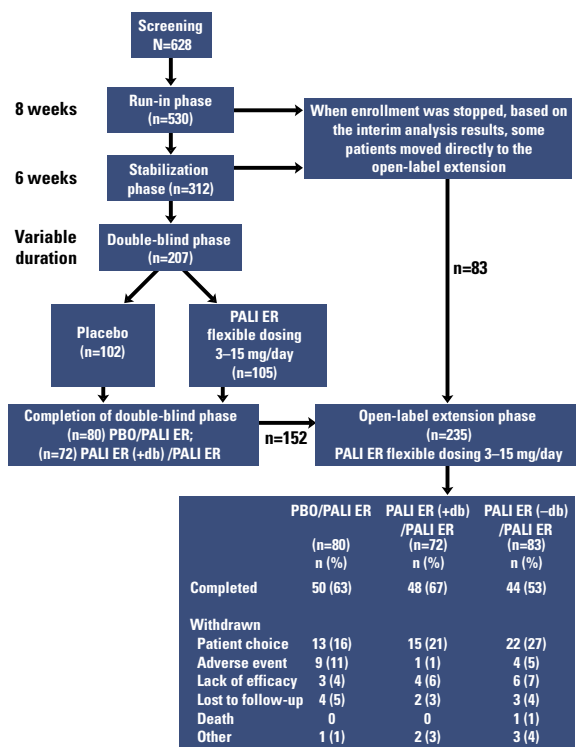 Screening
N=628
8 weeks
Run-in phase
(n=530)
When enrollment was stopped, based on
the interim analysis results, some
patients moved directly to the
open-label extension
6 weeks
Stabilization
phase (n=312)
Variable
duration
Double-blind phase
(n=207)
n=83
Placebo
(n=102)
PALI ER
flexible dosing
3–15 mg/day
(n=105)
Completion of double-blind phase
(n=80) PBO/PALI ER;
(n=72) PALI ER (+db) /PALI ER
n=152
Open-label extension phase
(n=235)
PALI ER flexible dosing 3–15 mg/day
PBO/PALI ER PALI ER (+db) PALI ER (–db)
/PALI ER /PALI ER
(n=80) (n=72) (n=83)
n (%) n (%) n (%)
Completed 50 (63) 48 (67) 44 (53)
Withdrawn
Patient choice 13 (16) 15 (21) 22 (27)
Adverse event 9 (11) 1 (1) 4 (5)
Lack of efficacy 3 (4) 4 (6) 6 (7)
Lost to follow-up 4 (5) 2 (3) 3 (4)
Death 0 0 1 (1)
Other 1 (1) 2 (3) 3 (4)